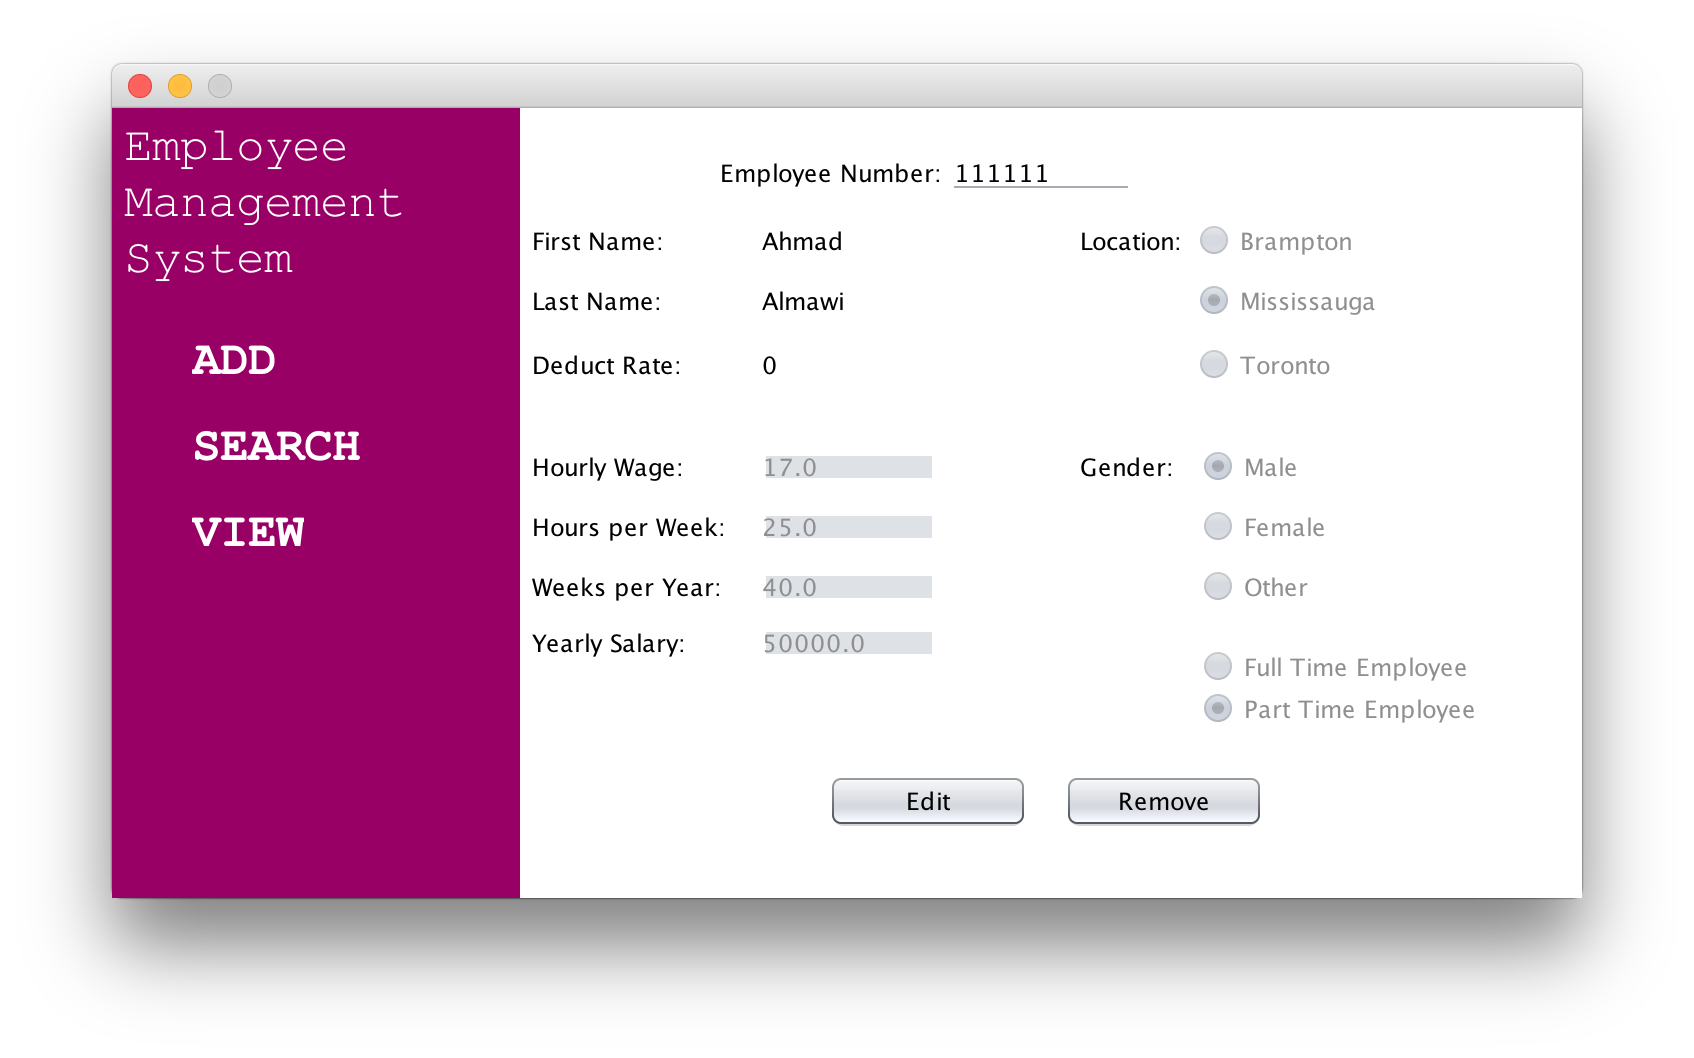 Employee
Management
System
ADD
SEARCH
VIEW
Employee Number: 111111
First Name: Ahmad Location: Brampton
Last Name: Almawi Mississauga
Deduct Rate: 0 Toronto
Hourly Wage: 17.0 Gender: Male
Hours per Week: 25.0 Female
Weeks per Year: 40.0 Other
Yearly Salary: 50000.0
Full Time Employee
Part Time Employee
Edit Remove